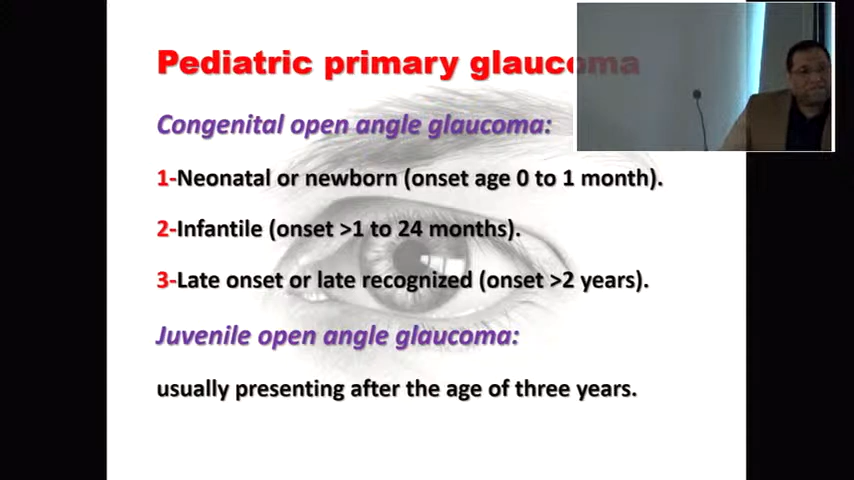 Pediatric primary glaucoma
Congenital open angle glaucoma:
1-Neonatal or newborn (onset age 0 to 1 month).
2-Infantile (onset >1 to 24 months).
3-Late onset or late recognized (onset >2 years).
Juvenile open angle glaucoma:
usually presenting after the age of three years.